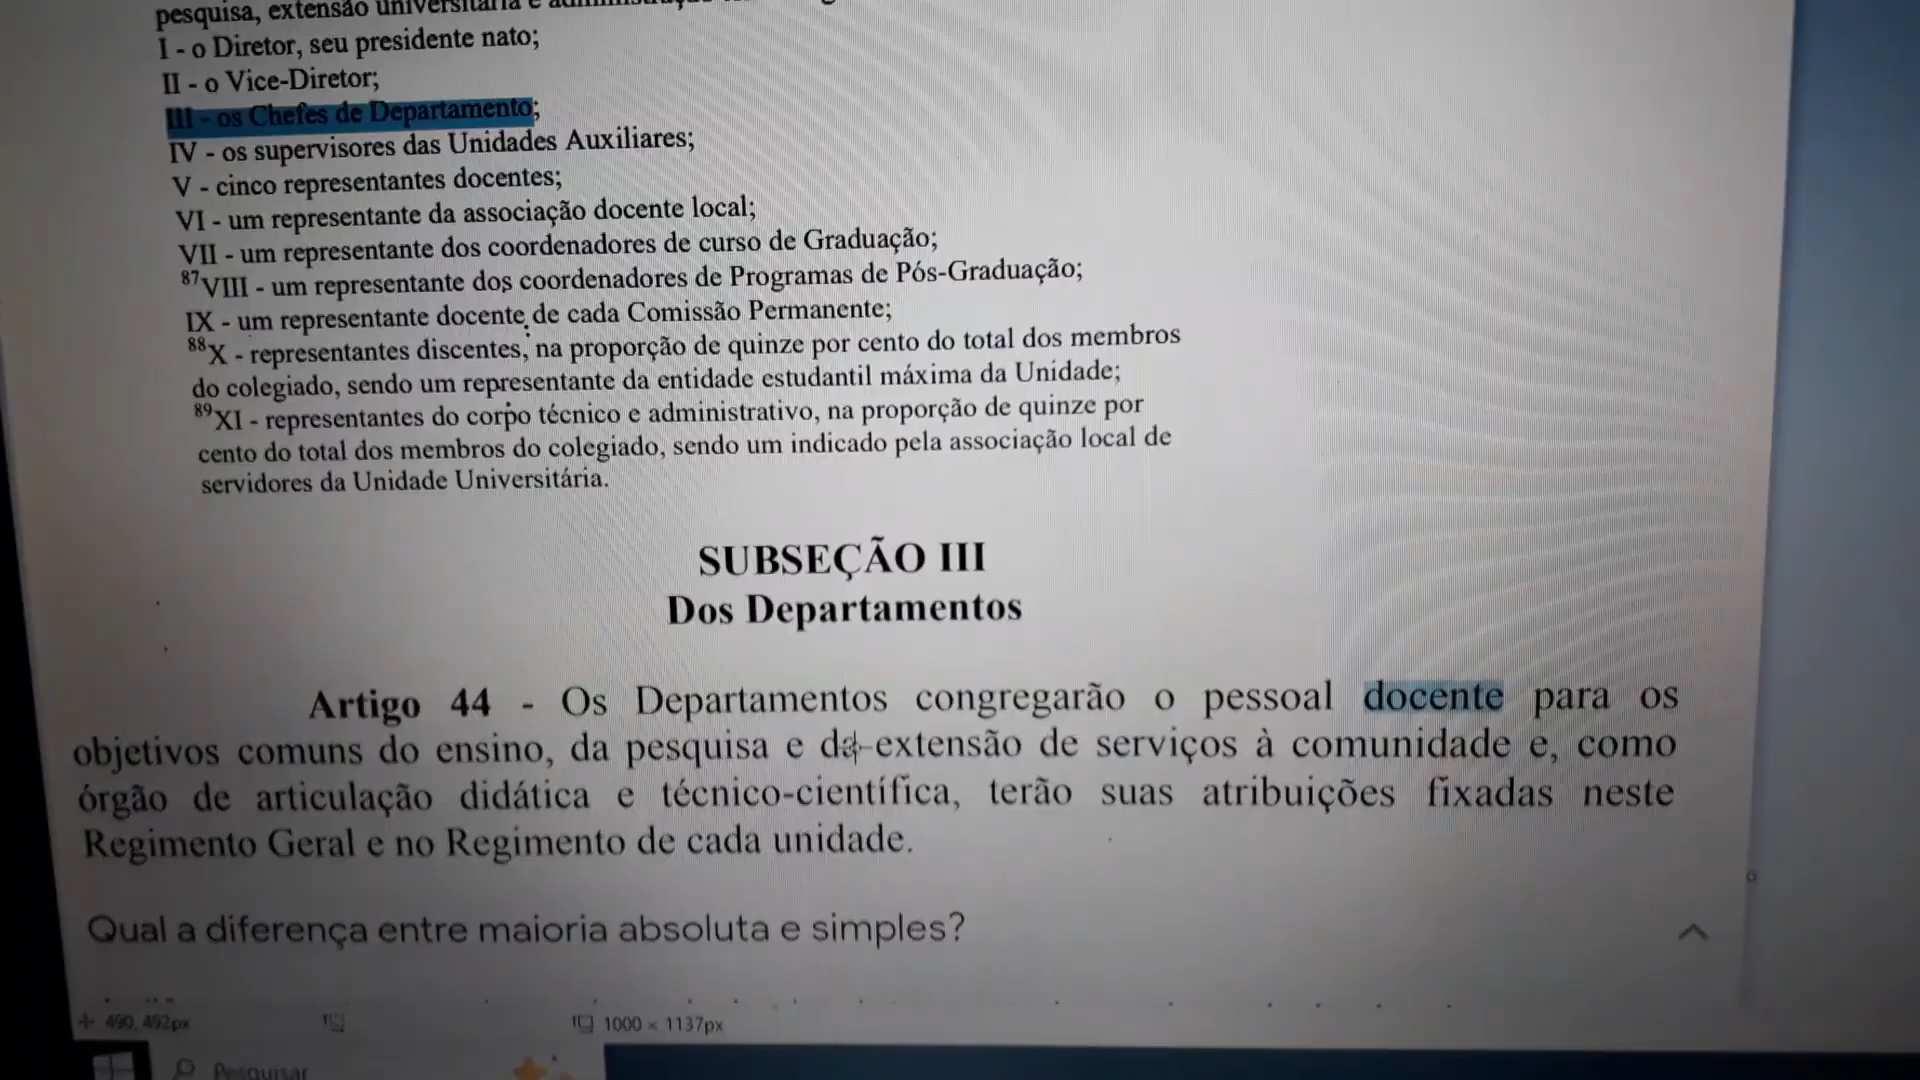 pesquisa, extensão universitária e
I - o Diretor, seu presidente nato;
II - o Vice-Diretor;
III - os Chefes de Departamento;
IV - os supervisores das Unidades Auxiliares;
V - cinco representantes docentes;
VI - um representante da associação docente local;
VII - um representante dos coordenadores de curso de Graduação;
87VIII - um representante dos coordenadores de Programas de Pós-Graduação;
IX - um representante docente de cada Comissão Permanente;
88X - representantes discentes, na proporção de quinze por cento do total dos membros
do colegiado, sendo um representante da entidade estudantil máxima da Unidade;
89XI - representantes do corpo técnico e administrativo, na proporção de quinze por
cento do total dos membros do colegiado, sendo um indicado pela associação local de
servidores da Unidade Universitária.
SUBSEÇÃO III
Dos Departamentos
Artigo 44 - Os Departamentos congregarão o pessoal docente para os
objetivos comuns do ensino, da pesquisa e da extensão de serviços à comunidade e, como
órgão de articulação didática e técnico-científica, terão suas atribuições fixadas neste
Regimento Geral e no Regimento de cada unidade.
Qual a diferença entre maioria absoluta e simples?
490, 492px
1000 × 1137px
Pesquisar